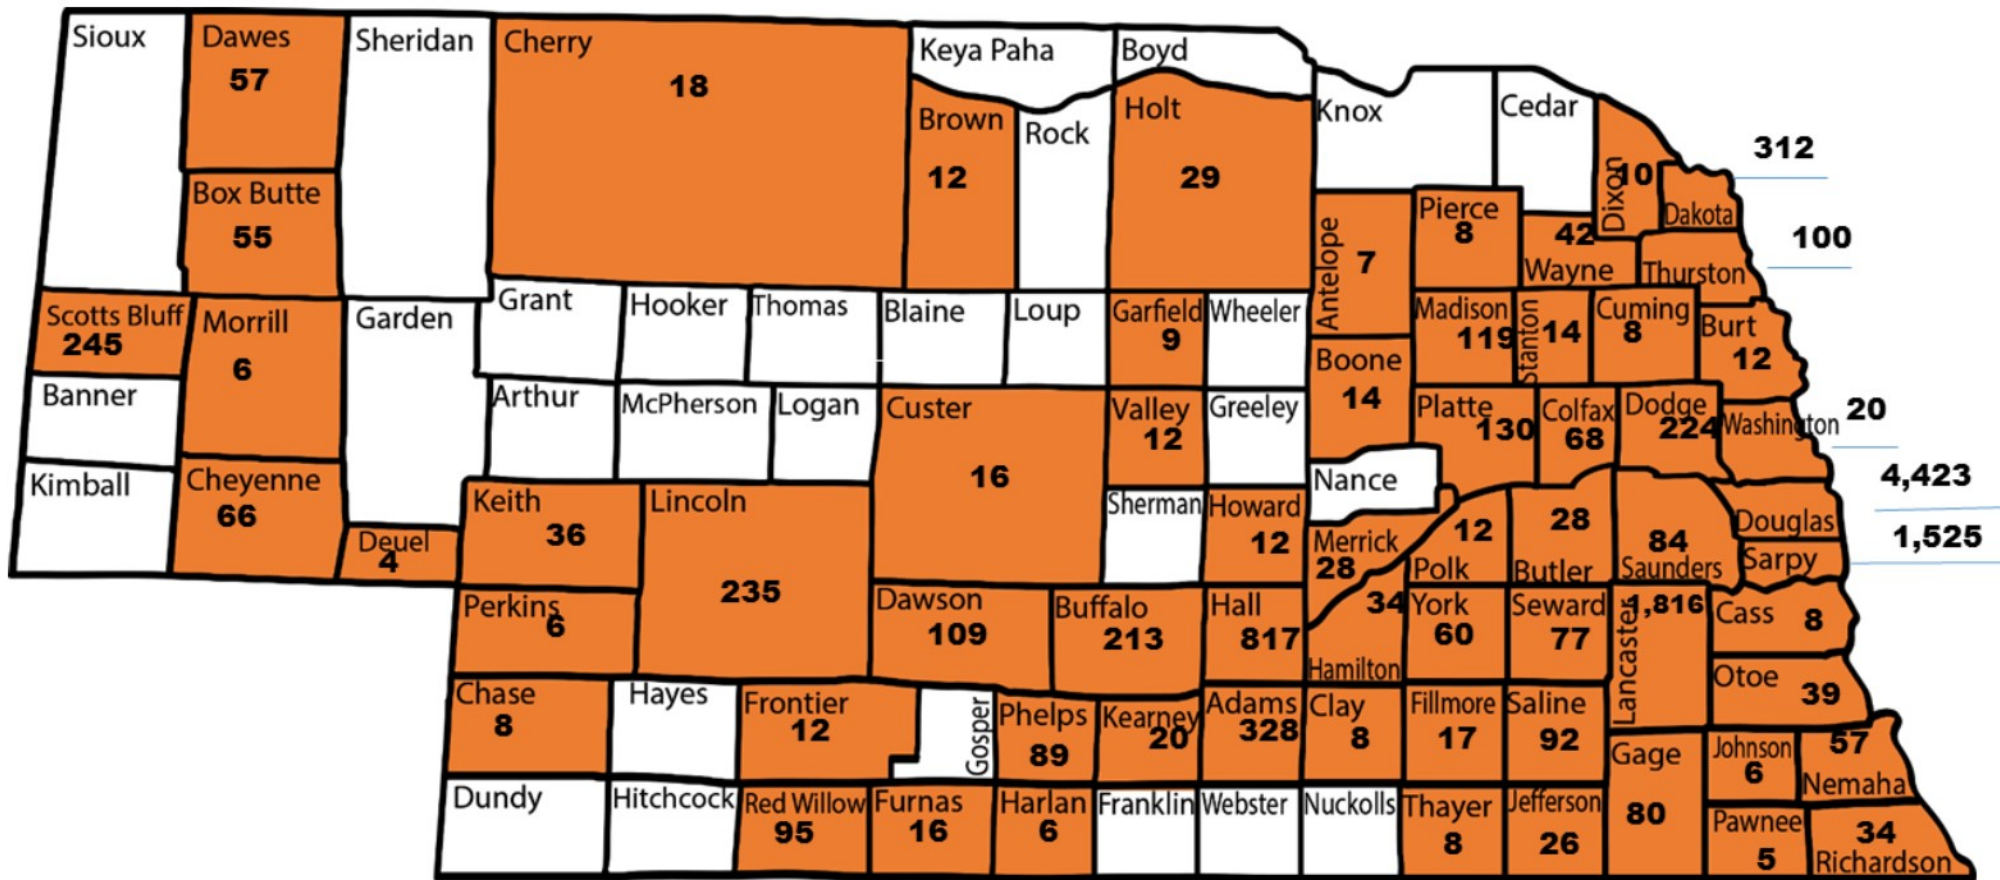 Sioux
Dawes
57
Sheridan
Cherry
18
Keya Paha
Boyd
Brown
12
Rock
Holt
29
Knox
Cedar
Dixon
10
Dakota
312
Box Butte
55
Antelope
7
Pierce
8
42
Wayne
Thurston
100
Scotts Bluff
245
Morrill
6
Garden
Grant
Hooker
Thomas
Blaine
Loup
Garfield
9
Wheeler
Madison
119
Stanton
14
Cuming
8
Burt
12
Banner
Arthur
McPherson
Logan
Custer
16
Valley
12
Greeley
Boone
14
Platte
130
Colfax
68
Dodge
224
Washington
20
Kimball
Cheyenne
66
Deuel
4
Keith
36
Lincoln
235
Sherman
Howard
12
Nance
Merrick
28
12
Polk
28
Butler
84
Saunders
Douglas
4,423
Sarpy
1,525
Perkins
6
Dawson
109
Buffalo
213
Hall
817
34
Hamilton
York
60
Seward
77
1,816
Lancaster
Cass
8
Otoe
39
Chase
8
Hayes
Frontier
12
Gosper
Phelps
89
Kearney
20
Adams
328
Clay
8
Fillmore
17
Saline
92
Gage
80
Johnson
6
57
Nemaha
Dundy
Hitchcock
Red Willow
95
Furnas
16
Harlan
6
Franklin
Webster
Nuckolls
Thayer
8
Jefferson
26
Pawnee
5
34
Richardson